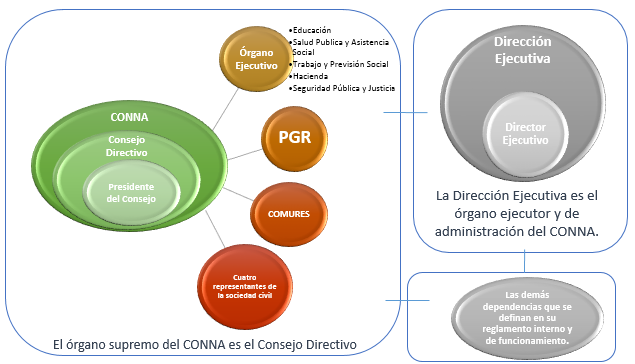 CONNA
Consejo
Directivo
Presidente
del Consejo
Órgano
Ejecutivo
•Educación
•Salud Publica y Asistencia
Social
•Trabajo y Previsión Social
•Hacienda
•Seguridad Pública y Justicia
PGR
COMURES
Cuatro
representantes de
la sociedad civil
El órgano supremo del CONNA es el Consejo Directivo
Dirección
Ejecutiva
Director
Ejecutivo
La Dirección Ejecutiva es el
órgano ejecutor y de
administración del CONNA.
Las demás
dependencias que se
definan en su
reglamento interno y
de funcionamiento.